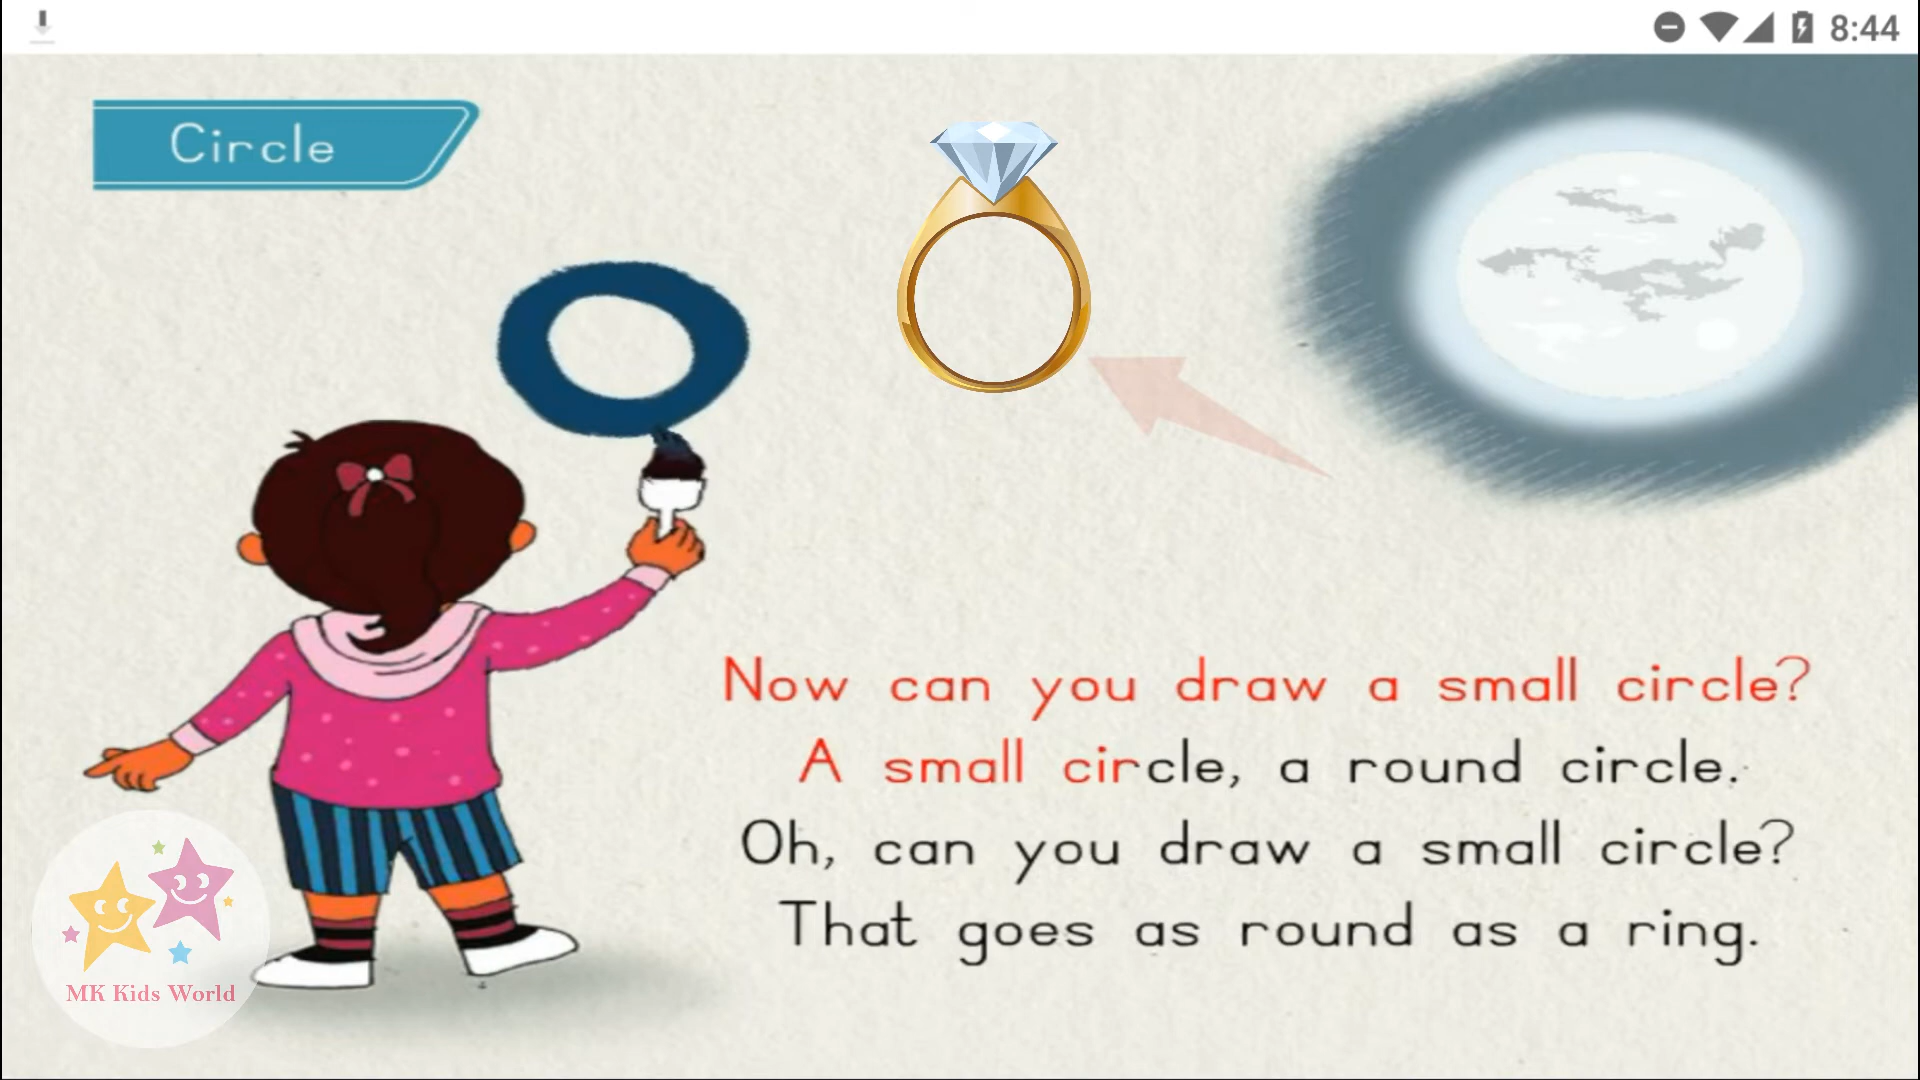 8:44
Circle
Now can you draw a small circle?
A small circle, a round circle.
Oh, can you draw a small circle?
That goes as round as a ring.
MK Kids World